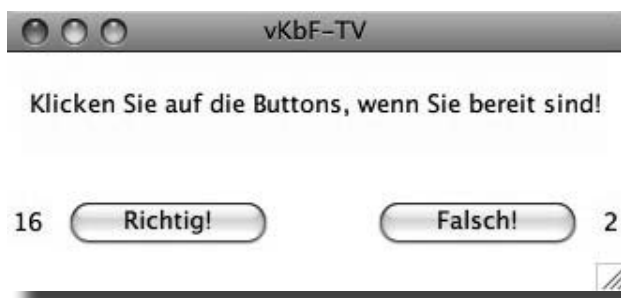 vKbF-TV
Klicken Sie auf die Buttons, wenn Sie bereit sind!
16 Richtig! Falsch! 2